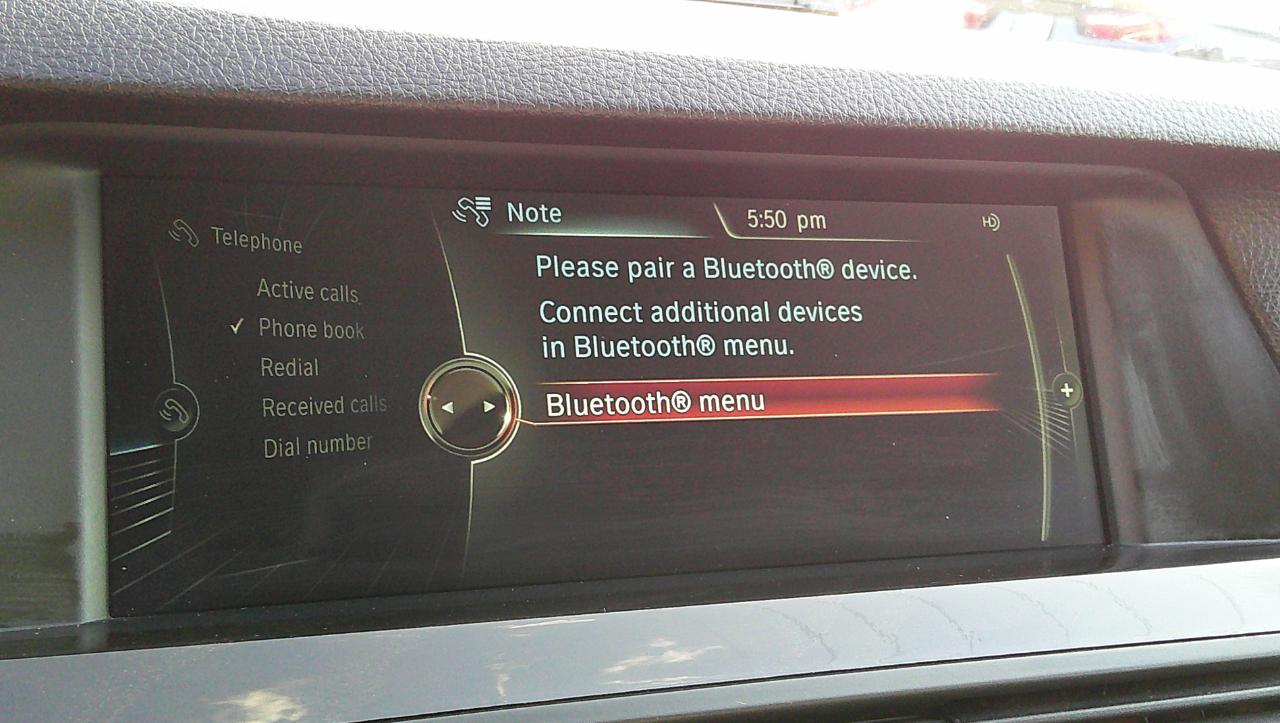 Telephone
Active calls
✓ Phone book
Redial
Received calls
Dial number
Note
5:50 pm
HD
Please pair a Bluetooth® device.
Connect additional devices
in Bluetooth® menu.
Bluetooth® menu
+